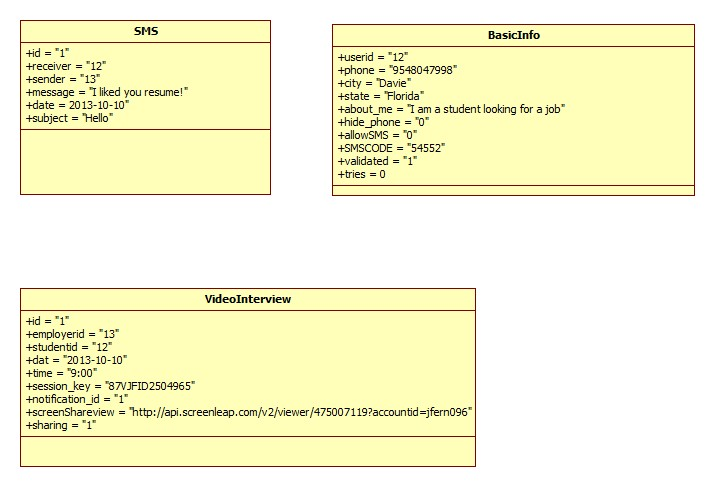 SMS
+id = "1"
+receiver = "12"
+sender = "13"
+message = "I liked you resume!"
+date = 2013-10-10"
+subject = "Hello"
BasicInfo
+userid = "12"
+phone = "9548047998"
+city = "Davie"
+state = "Florida"
+about_me = "I am a student looking for a job"
+hide_phone = "0"
+allowSMS = "0"
+SMSCODE = "54552"
+validated = "1"
+tries = 0
VideoInterview
+id = "1"
+employerid = "13"
+studentid = "12"
+dat = "2013-10-10"
+time = "9:00"
+session_key = "87VJFID2504965"
+notification_id = "1"
+screenShareview = "http://api.screenleap.com/v2/viewer/475007119?accountid=jfern096"
+sharing = "1"